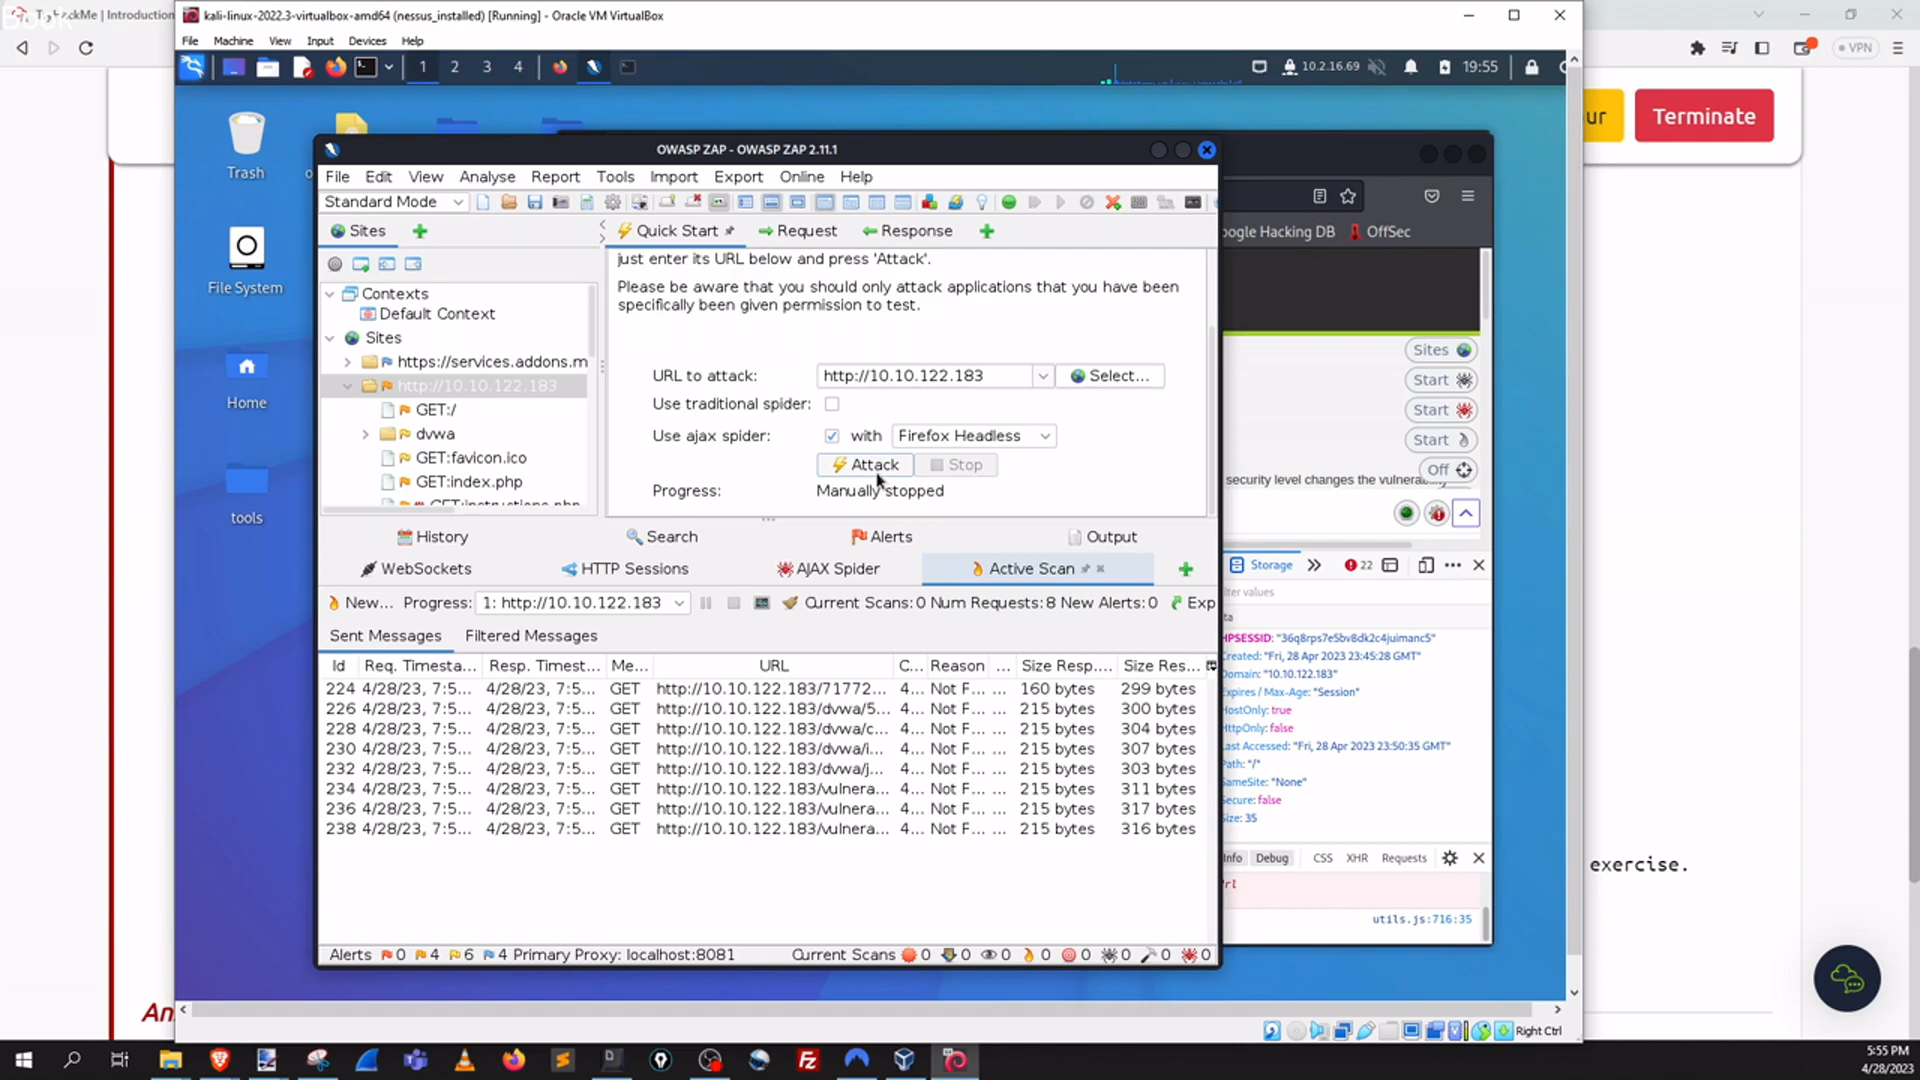 TryHackMe | Introduction
kali-linux-2022.3-virtualbox-amd64 (nessus_installed) [Running] - Oracle VM VirtualBox
VPN
File Machine View Input Devices Help
1 2 3 4 10.2.16.69 19:55
ur Terminate
Trash
File System
Home
tools
OWASP ZAP - OWASP ZAP 2.11.1
File Edit View Analyse Report Tools Import Export Online Help
Standard Mode
Sites
Quick Start Request Response
Contexts
Default Context
Sites
https://services.addons.m
http://10.10.122.183
GET:/
dvwa
GET:favicon.ico
GET:index.php
GET:instructions.php
just enter its URL below and press 'Attack'.
Please be aware that you should only attack applications that you have been
specifically been given permission to test.
URL to attack: http://10.10.122.183 Select...
Use traditional spider:
Use ajax spider: with Firefox Headless
Attack Stop
Progress: Manually stopped
History Search Alerts Output
WebSockets HTTP Sessions AJAX Spider Active Scan
New... Progress: 1: http://10.10.122.183 Current Scans: 0 Num Requests: 8 New Alerts: 0 Exp
Sent Messages Filtered Messages
Id Req. Timesta... Resp. Timest... Me... URL C... Reason ... Size Resp.... Size Res...
224 4/28/23, 7:5... 4/28/23, 7:5... GET http://10.10.122.183/71772... 4... Not F... ... 160 bytes 299 bytes
226 4/28/23, 7:5... 4/28/23, 7:5... GET http://10.10.122.183/dvwa/5... 4... Not F... ... 215 bytes 300 bytes
228 4/28/23, 7:5... 4/28/23, 7:5... GET http://10.10.122.183/dvwa/c... 4... Not F... ... 215 bytes 304 bytes
230 4/28/23, 7:5... 4/28/23, 7:5... GET http://10.10.122.183/dvwa/i... 4... Not F... ... 215 bytes 307 bytes
232 4/28/23, 7:5... 4/28/23, 7:5... GET http://10.10.122.183/dvwa/j... 4... Not F... ... 215 bytes 303 bytes
234 4/28/23, 7:5... 4/28/23, 7:5... GET http://10.10.122.183/vulnera... 4... Not F... ... 215 bytes 311 bytes
236 4/28/23, 7:5... 4/28/23, 7:5... GET http://10.10.122.183/vulnera... 4... Not F... ... 215 bytes 317 bytes
238 4/28/23, 7:5... 4/28/23, 7:5... GET http://10.10.122.183/vulnera... 4... Not F... ... 215 bytes 316 bytes
Alerts 0 4 6 4 Primary Proxy: localhost:8081 Current Scans 0 0 0 0 0 0 0 0
oogle Hacking DB OffSec
Sites
Start
Start
Start
Off
security level changes the vulnerab
Storage 22
ilter values
ta
HPSESSID: "36q8rps7e5bv8dk2c4juimanc5"
Created: "Fri, 28 Apr 2023 23:45:28 GMT"
Domain: "10.10.122.183"
Expires / Max-Age: "Session"
HostOnly: true
HttpOnly: false
Last Accessed: "Fri, 28 Apr 2023 23:50:35 GMT"
Path: "/"
SameSite: "None"
Secure: false
Size: 35
Info Debug CSS XHR Requests
rl
utils.js:716:35
exercise.
An
Right Ctrl
5:55 PM
4/28/2023